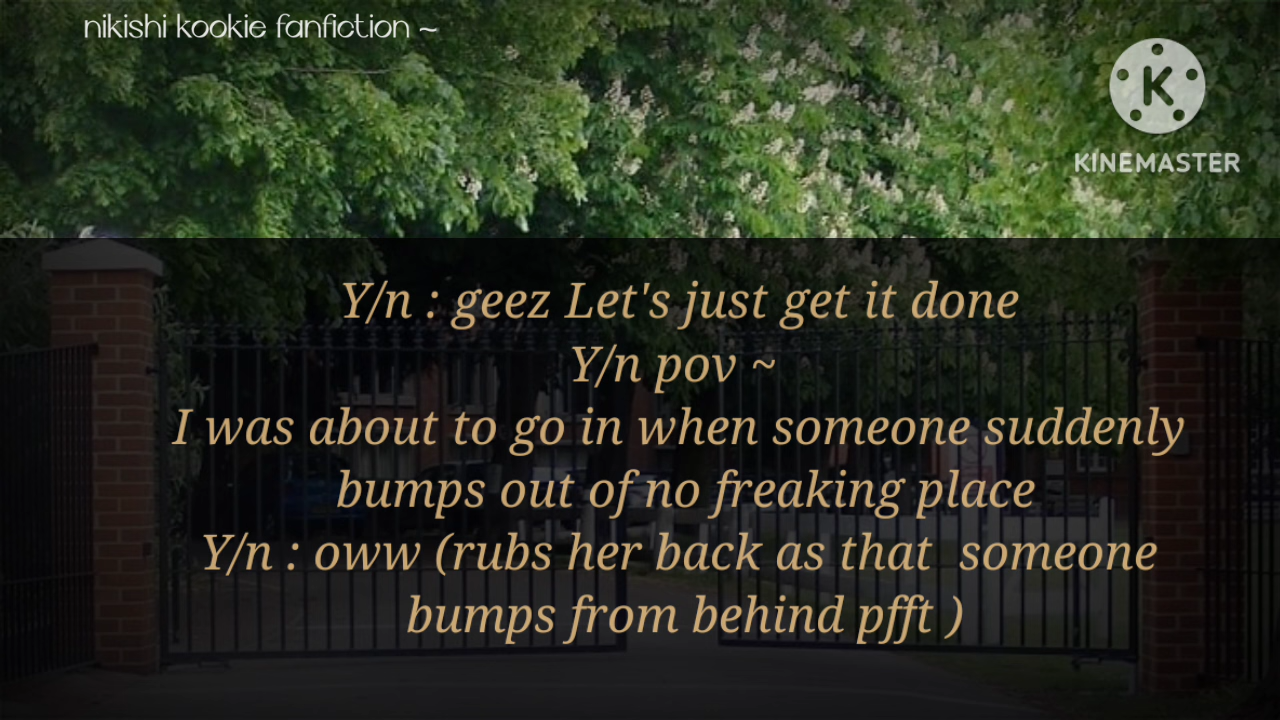 nikishi kookie fanfiction ~
K
KINEMASTER
Y/n : geez Let's just get it done
Y/n pov ~
I was about to go in when someone suddenly
bumps out of no freaking place
Y/n : oww (rubs her back as that  someone
bumps from behind pfft )